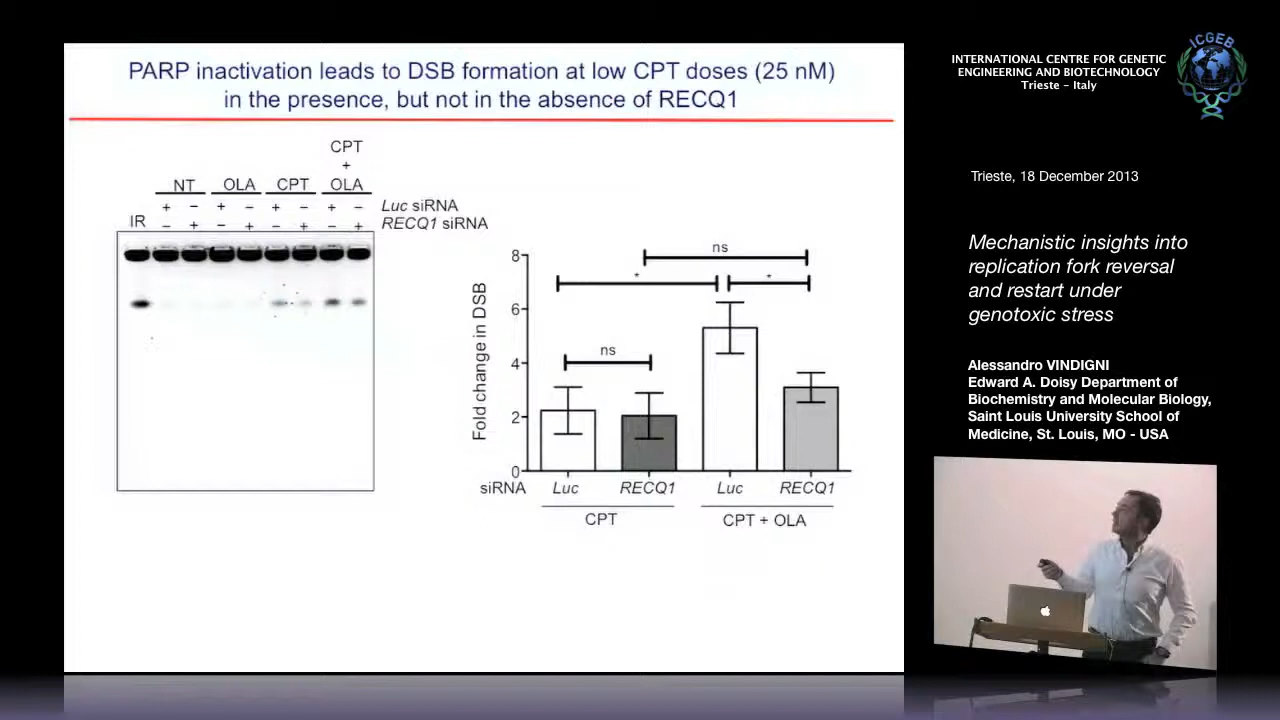 PARP inactivation leads to DSB formation at low CPT doses (25 nM)
in the presence, but not in the absence of RECQ1
CPT
+
NT OLA CPT OLA
+ - + - + - + - Luc siRNA
IR - + - + - + - + RECQ1 siRNA
Fold change in DSB
8
6
4
2
0
ns
*
*
ns
siRNA Luc RECQ1 Luc RECQ1
CPT CPT + OLA
INTERNATIONAL CENTRE FOR GENETIC
ENGINEERING AND BIOTECHNOLOGY
Trieste - Italy
ICGEB
Trieste, 18 December 2013
Mechanistic insights into
replication fork reversal
and restart under
genotoxic stress
Alessandro VINDIGNI
Edward A. Doisy Department of
Biochemistry and Molecular Biology,
Saint Louis University School of
Medicine, St. Louis, MO - USA